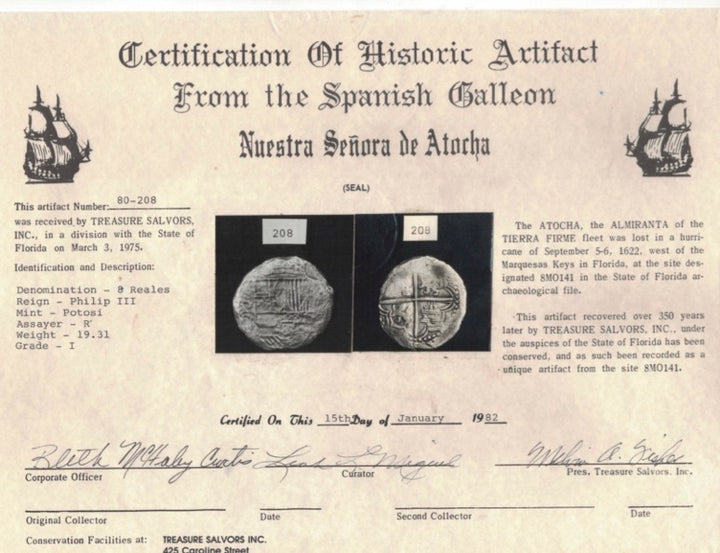 Certification Of Historic Artifact
From the Spanish Galleon
Nuestra Señora de Atocha
(SEAL)
This artifact Number: 80-208
was received by TREASURE SALVORS,
INC., in a division with the State of
Florida on March 3, 1975.
Identification and Description:
Denomination - 8 Reales
Reign - Philip III
Mint - Potosi
Assayer - R
Weight - 19.31
Grade - I
208
208
The ATOCHA, the ALMIRANTA of the
TIERRA FIRME fleet was lost in a hurri-
cane of September 5-6, 1622, west of the
Marquesas Keys in Florida, at the site des-
ignated 8MO141 in the State of Florida ar-
chaeological file.
This artifact recovered over 350 years
later by TREASURE SALVORS, INC., under
the auspices of the State of Florida has been
conserved, and as such been recorded as a
unique artifact from the site 8MO141.
Certified On This 15th Day of January 1982
Bleth McHaley Curtis
Melvin A. Fisher
Corporate Officer
Curator
Pres. Treasure Salvors, Inc.
Original Collector
Date
Second Collector
Date
Conservation Facilities at: TREASURE SALVORS INC.
425 Caroline Street